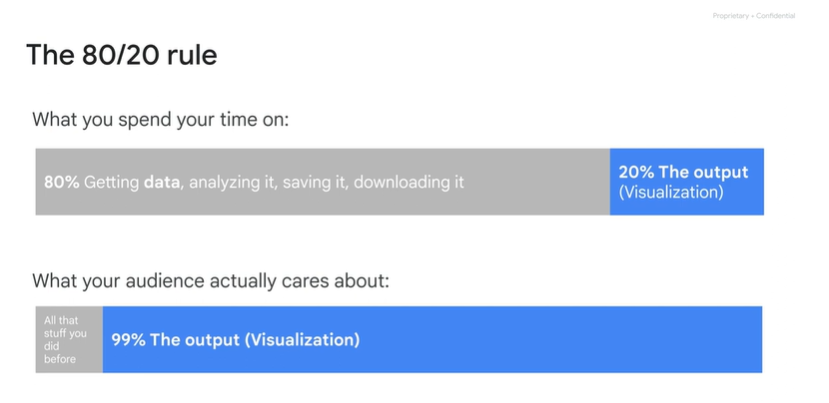 Proprietary + Confidential
The 80/20 rule
What you spend your time on:
80% Getting data, analyzing it, saving it, downloading it
20% The output
(Visualization)
What your audience actually cares about:
All that
stuff you
did
before
99% The output (Visualization)